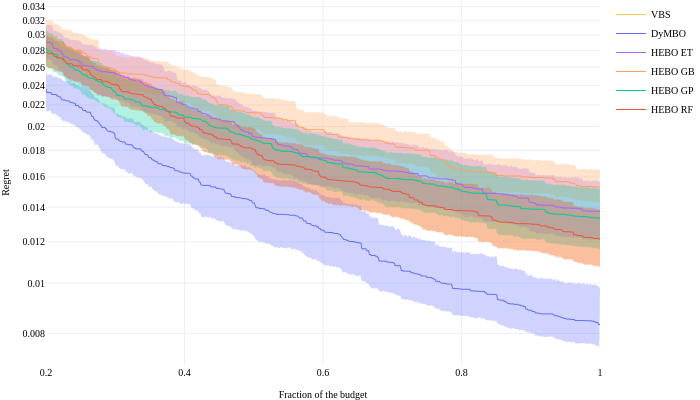 0.034
0.032
0.03
0.028
0.026
0.024
0.022
0.02
0.018
0.016
0.014
0.012
0.01
0.008
Regret
0.2
0.4
0.6
0.8
1
Fraction of the budget
VBS
DyMBO
HEBO ET
HEBO GB
HEBO GP
HEBO RF